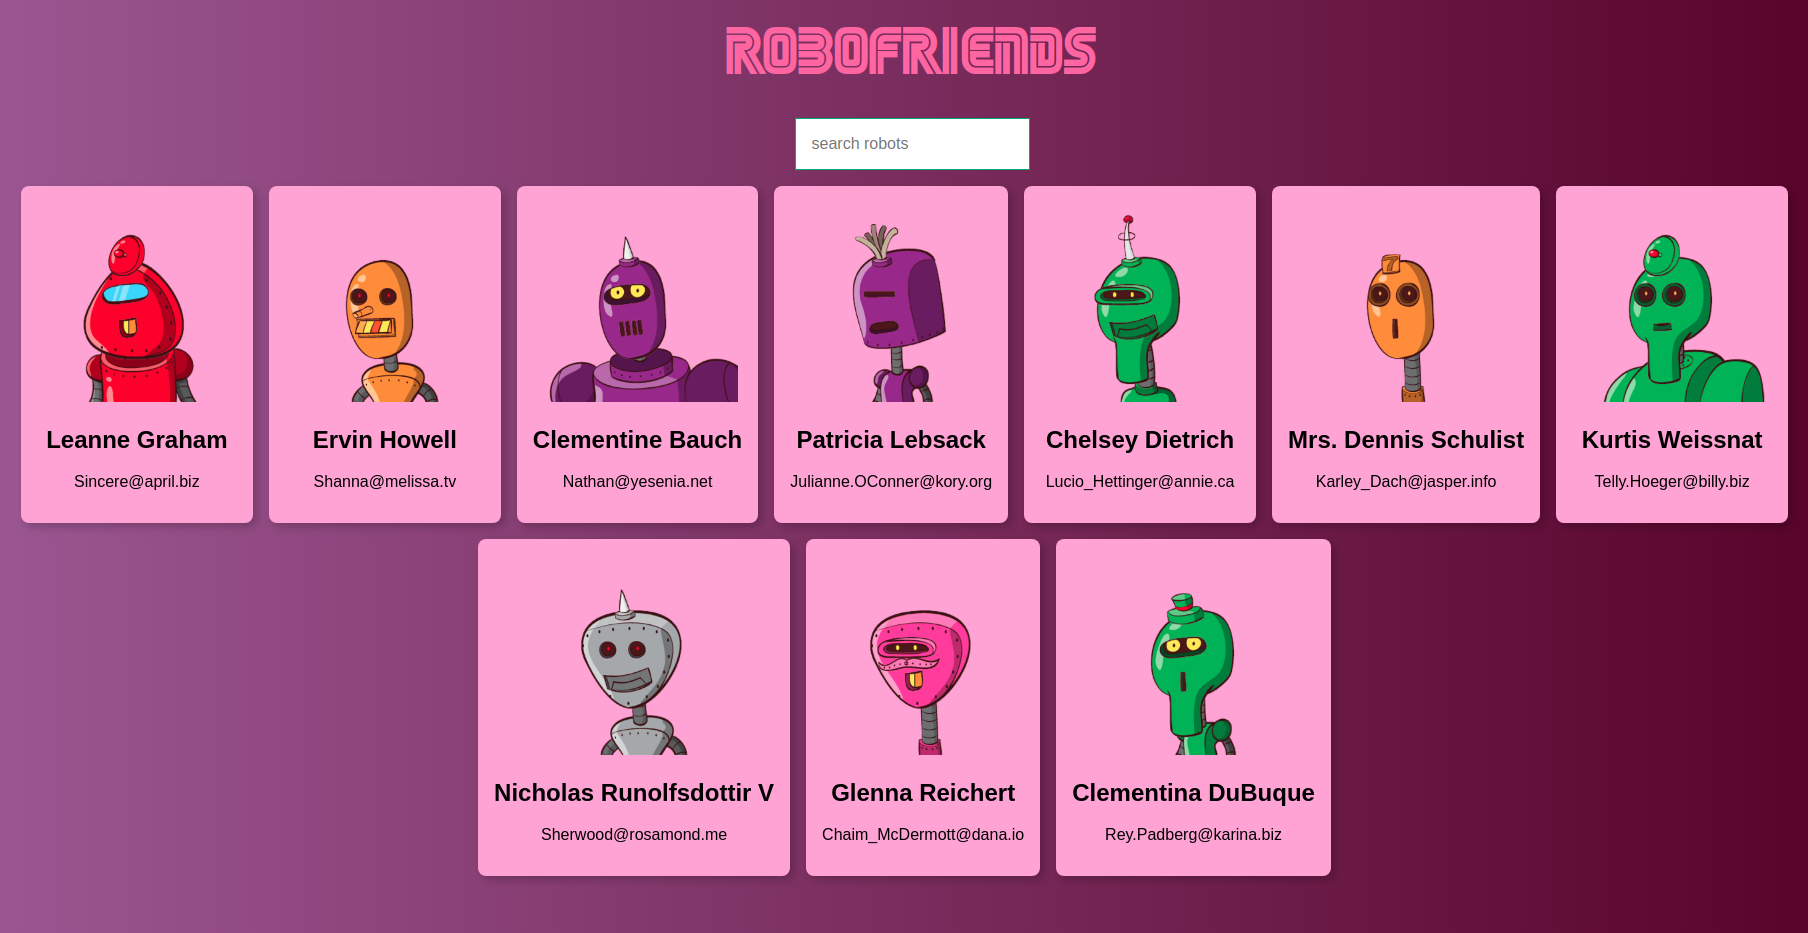 ROBOFRIENDS
search robots
7
Leanne Graham
Sincere@april.biz
Ervin Howell
Shanna@melissa.tv
Clementine Bauch
Nathan@yesenia.net
Patricia Lebsack
Julianne.OConner@kory.org
Chelsey Dietrich
Lucio_Hettinger@annie.ca
Mrs. Dennis Schulist
Karley_Dach@jasper.info
Kurtis Weissnat
Telly.Hoeger@billy.biz
Nicholas Runolfsdottir V
Sherwood@rosamond.me
Glenna Reichert
Chaim_McDermott@dana.io
Clementina DuBuque
Rey.Padberg@karina.biz